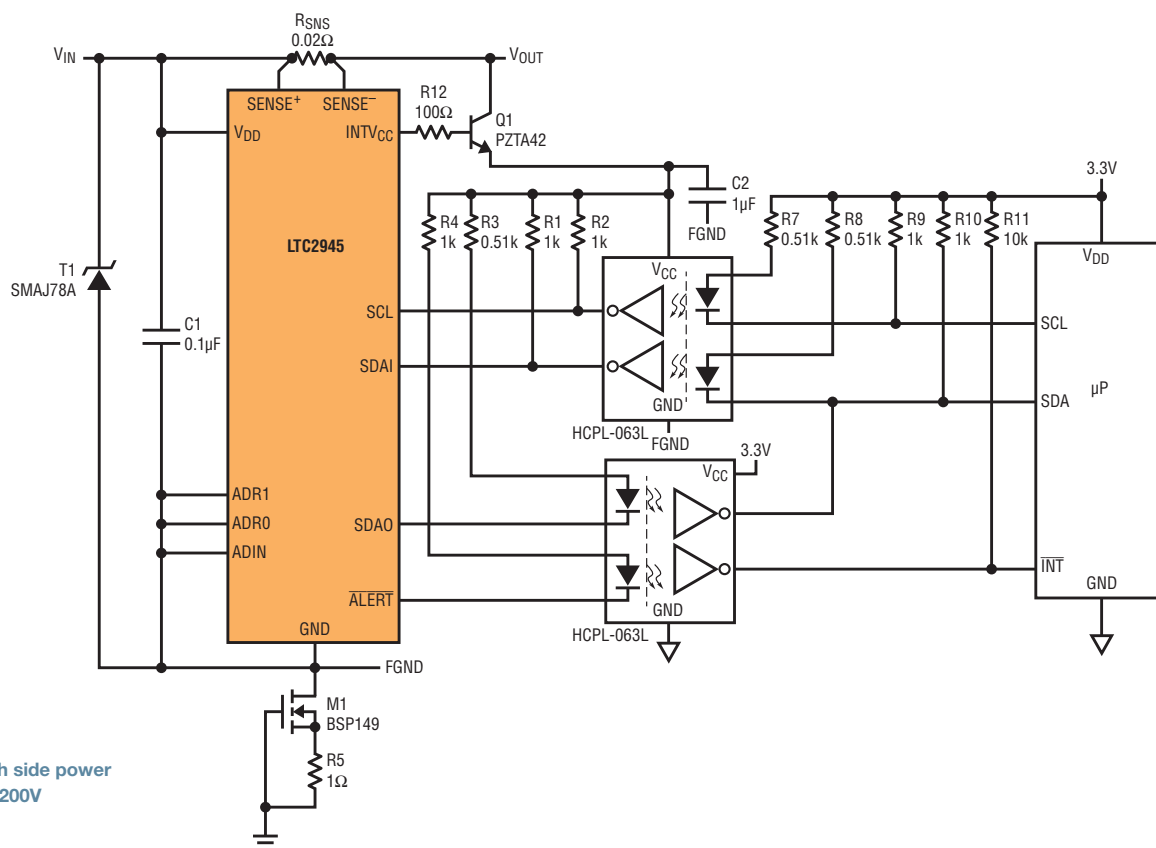 RSNS
0.02Ω
VIN
VOUT
SENSE+ SENSE–
R12
100Ω
Q1
PZTA42
VDD
INTVCC
3.3V
C2
1µF
FGND
R4
1k
R3
0.51k
R1
1k
R2
1k
R7
0.51k
R8
0.51k
R9
1k
R10
1k
R11
10k
LTC2945
VDD
T1
SMAJ78A
VCC
SCL
SCL
C1
0.1µF
SDAI
µP
SDA
GND
HCPL-063L
FGND
3.3V
VCC
ADR1
ADR0
SDAO
ADIN
INT
GND
ALERT
GND
HCPL-063L
GND
FGND
M1
BSP149
R5
1Ω
h side power
200V